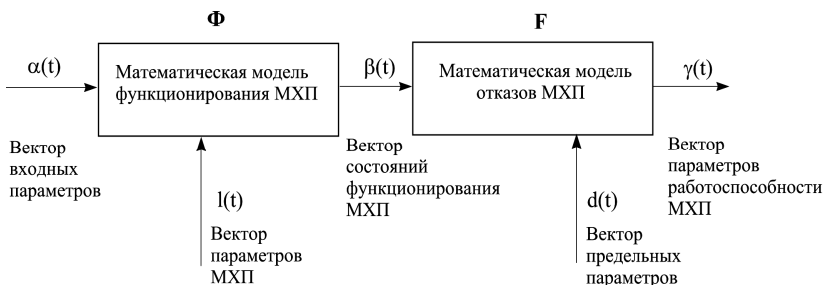 Φ
F
α(t)
Математическая модель
функционирования МХП
β(t)
Математическая модель
отказов МХП
γ(t)
Вектор
входных
параметров
Вектор
состояний
функционирования
МХП
Вектор
параметров
работоспособности
МХП
l(t)
Вектор
параметров
МХП
d(t)
Вектор
предельных
параметров